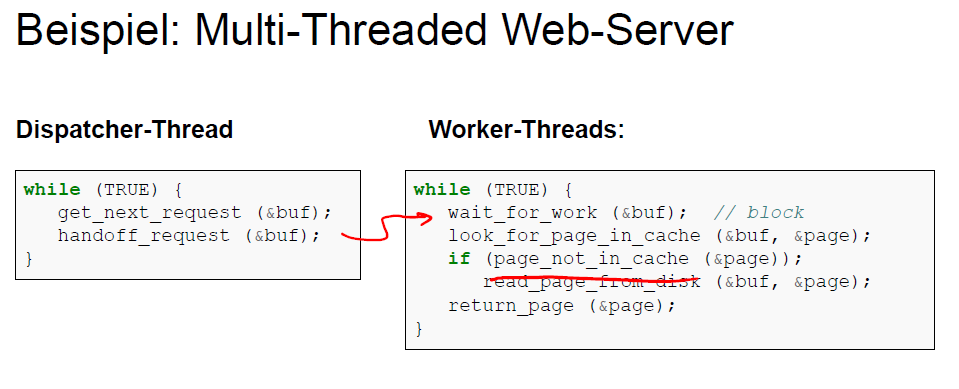 Beispiel: Multi-Threaded Web-Server
Dispatcher-Thread
while (TRUE) {
get_next_request (&buf);
handoff_request (&buf);
}
Worker-Threads:
while (TRUE) {
wait_for_work (&buf); // block
look_for_page_in_cache (&buf, &page);
if (page_not_in_cache (&page));
read_page_from_disk (&buf, &page);
return_page (&page);
}